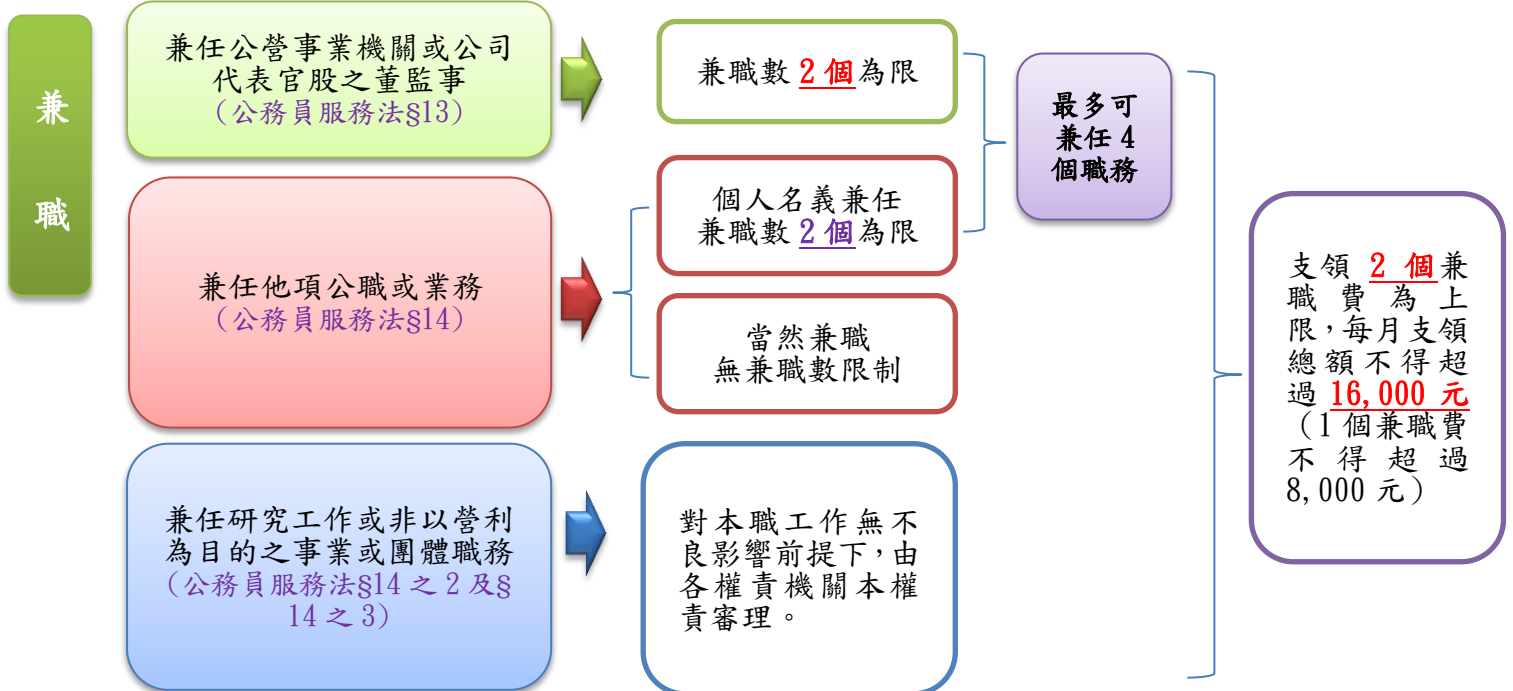 兼
職
兼任公營事業機關或公司
代表官股之董監事
(公務員服務法§13)
兼職數 2 個為限
兼任他項公職或業務
(公務員服務法§14)
個人名義兼任
兼職數 2 個為限
當然兼職
無兼職數限制
最多可
兼任 4
個職務
兼任研究工作或非以營利
為目的之事業或團體職務
(公務員服務法§14 之 2 及§
14 之 3)
對本職工作無不
良影響前提下，由
各權責機關本權
責審理。
支領 2 個兼
職費為上
限，每月支領
總額不得超
過 16,000 元
（1 個兼職費
不得超過
8,000 元）